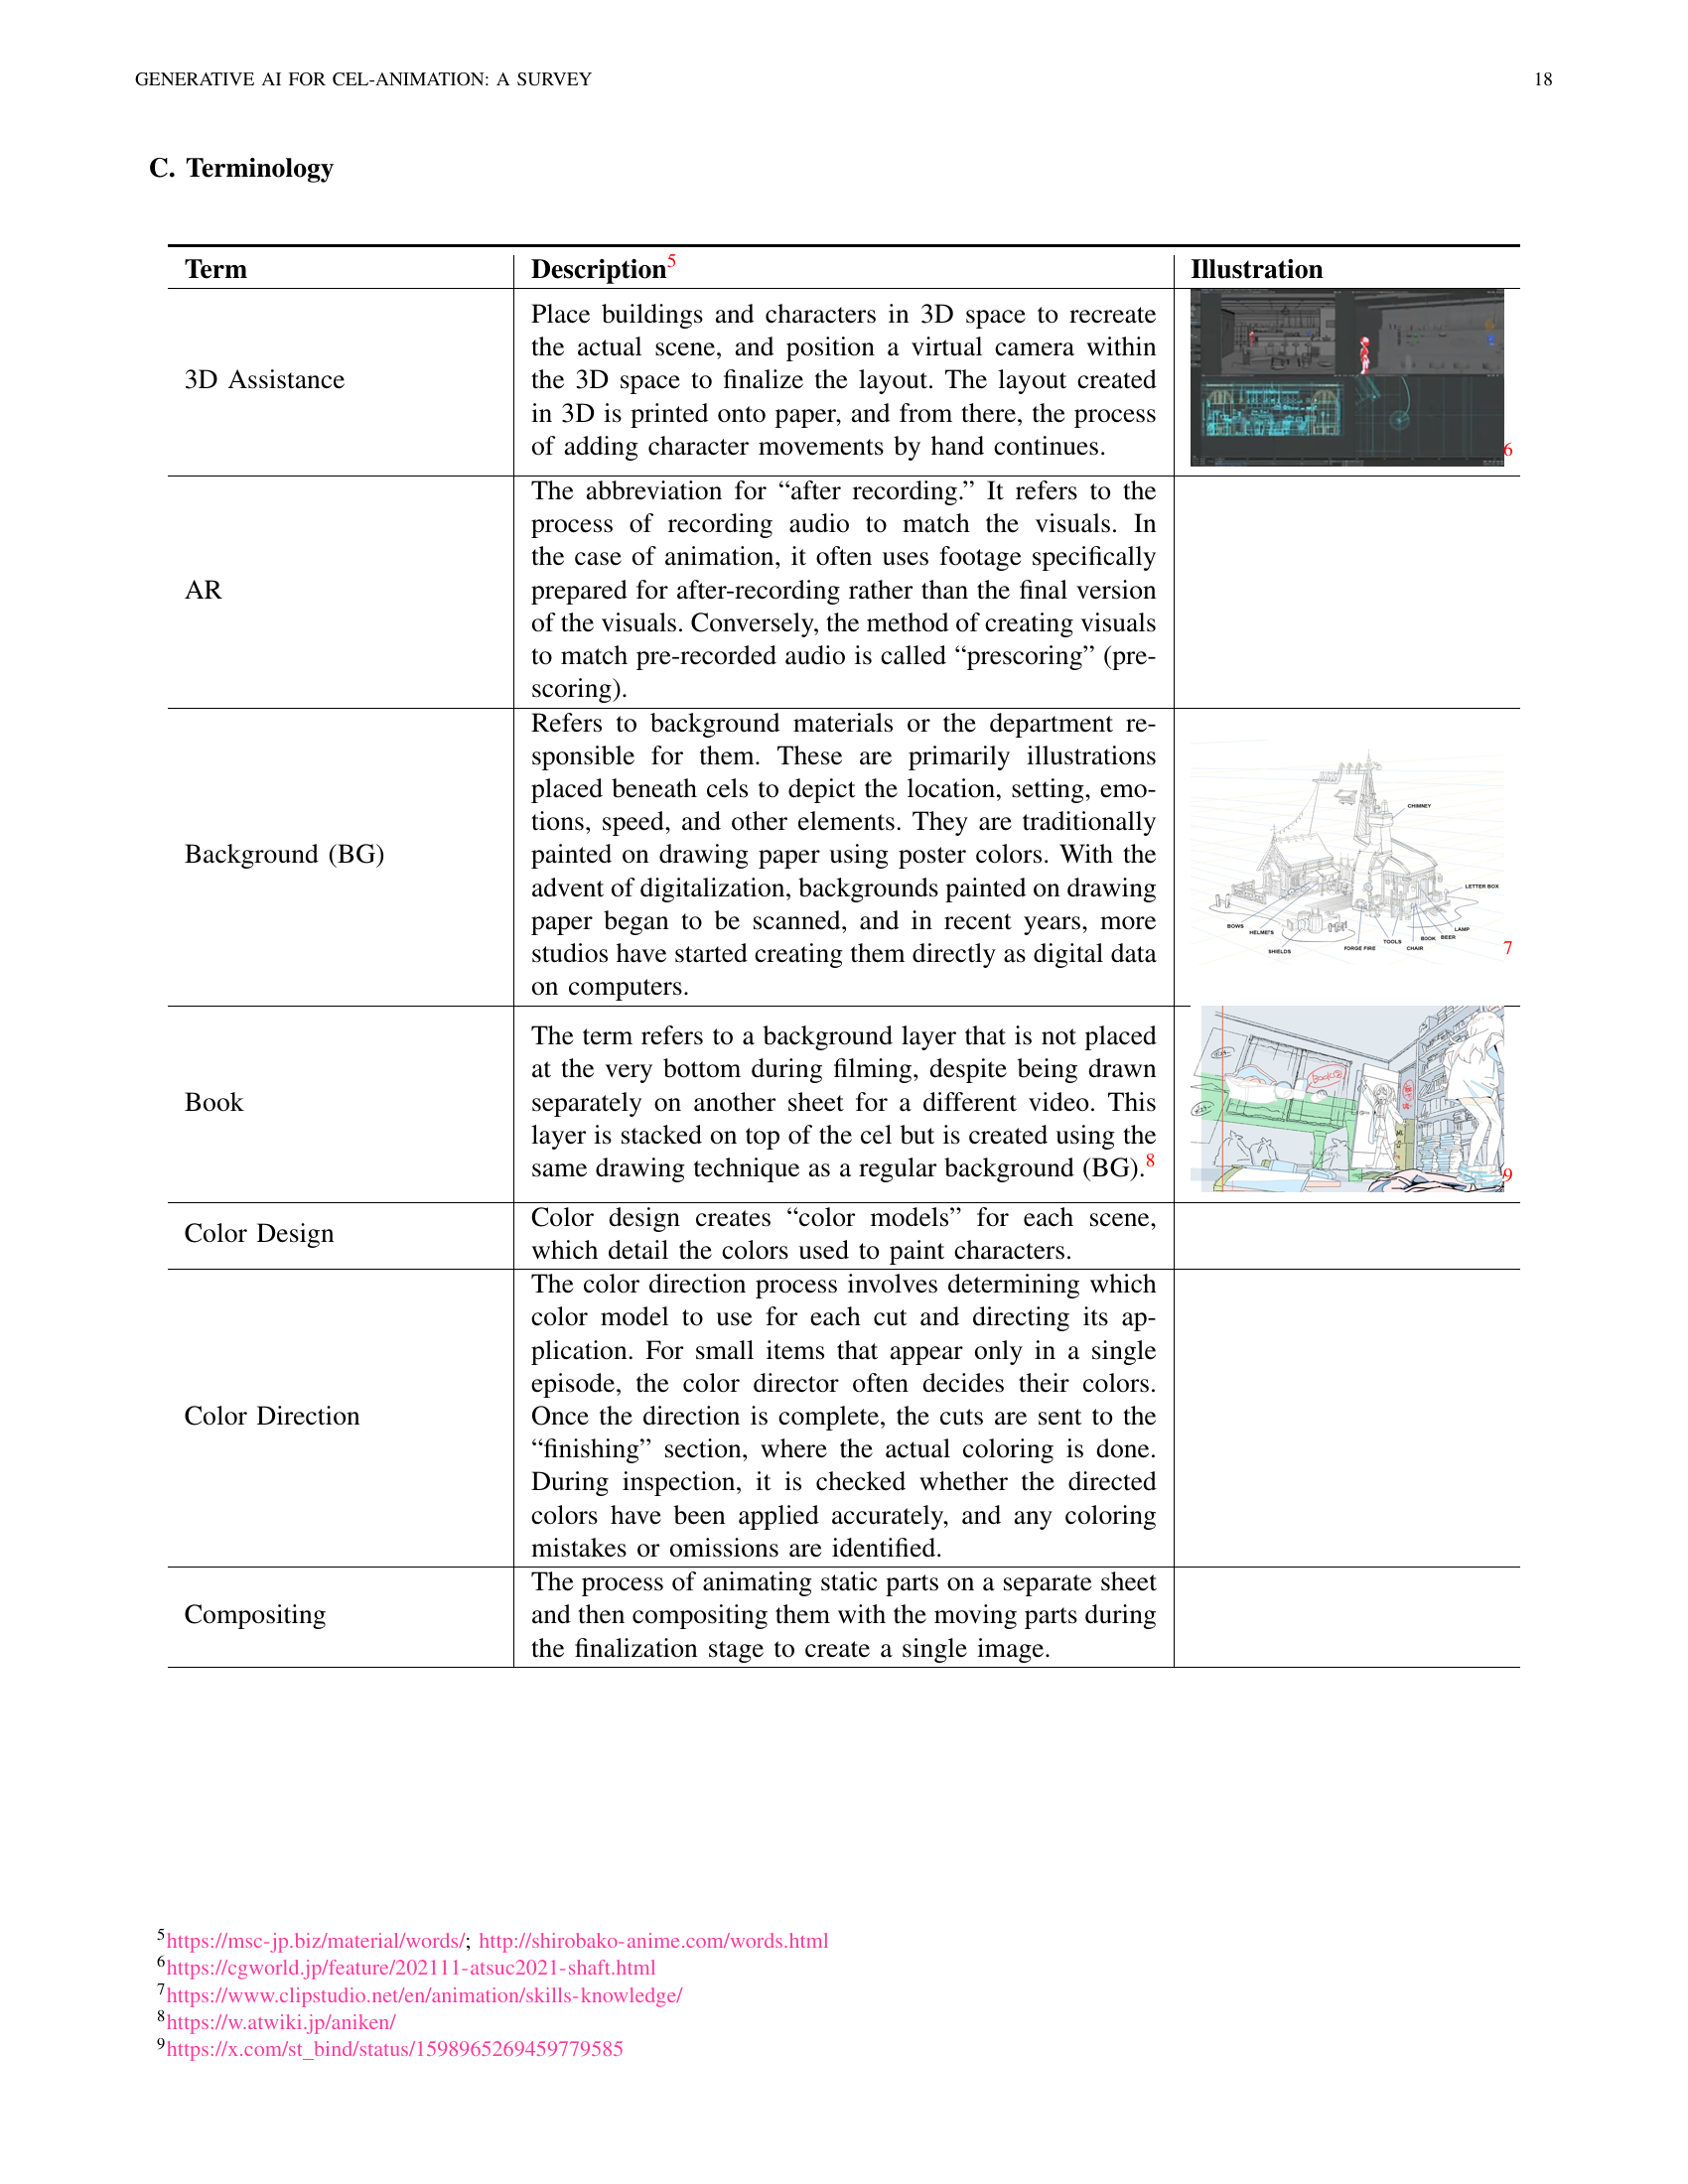 GENERATIVE AI FOR CEL-ANIMATION: A SURVEY 18
C. Terminology
Term Description5 Illustration
3D Assistance
Place buildings and characters in 3D space to recreate
the actual scene, and position a virtual camera within
the 3D space to finalize the layout. The layout created
in 3D is printed onto paper, and from there, the process
of adding character movements by hand continues.
6
AR
The abbreviation for “after recording.” It refers to the
process of recording audio to match the visuals. In
the case of animation, it often uses footage specifically
prepared for after-recording rather than the final version
of the visuals. Conversely, the method of creating visuals
to match pre-recorded audio is called “prescoring” (pre-
scoring).
Background (BG)
Refers to background materials or the department re-
sponsible for them. These are primarily illustrations
placed beneath cels to depict the location, setting, emo-
tions, speed, and other elements. They are traditionally
painted on drawing paper using poster colors. With the
advent of digitalization, backgrounds painted on drawing
paper began to be scanned, and in recent years, more
studios have started creating them directly as digital data
on computers.
CHIMNEY
LETTER BOX
BOWS
HELMETS
SHIELDS
FORGE FIRE
TOOLS
CHAIR
BOOK
BEER
LAMP
7
Book
The term refers to a background layer that is not placed
at the very bottom during filming, despite being drawn
separately on another sheet for a different video. This
layer is stacked on top of the cel but is created using the
same drawing technique as a regular background (BG).8
9
Color Design
Color design creates “color models” for each scene,
which detail the colors used to paint characters.
Color Direction
The color direction process involves determining which
color model to use for each cut and directing its ap-
plication. For small items that appear only in a single
episode, the color director often decides their colors.
Once the direction is complete, the cuts are sent to the
“finishing” section, where the actual coloring is done.
During inspection, it is checked whether the directed
colors have been applied accurately, and any coloring
mistakes or omissions are identified.
Compositing
The process of animating static parts on a separate sheet
and then compositing them with the moving parts during
the finalization stage to create a single image.
5https://msc-jp.biz/material/words/; http://shirobako-anime.com/words.html
6https://cgworld.jp/feature/202111-atsuc2021-shaft.html
7https://www.clipstudio.net/en/animation/skills-knowledge/
8https://w.atwiki.jp/aniken/
9https://x.com/st_bind/status/1598965269459779585